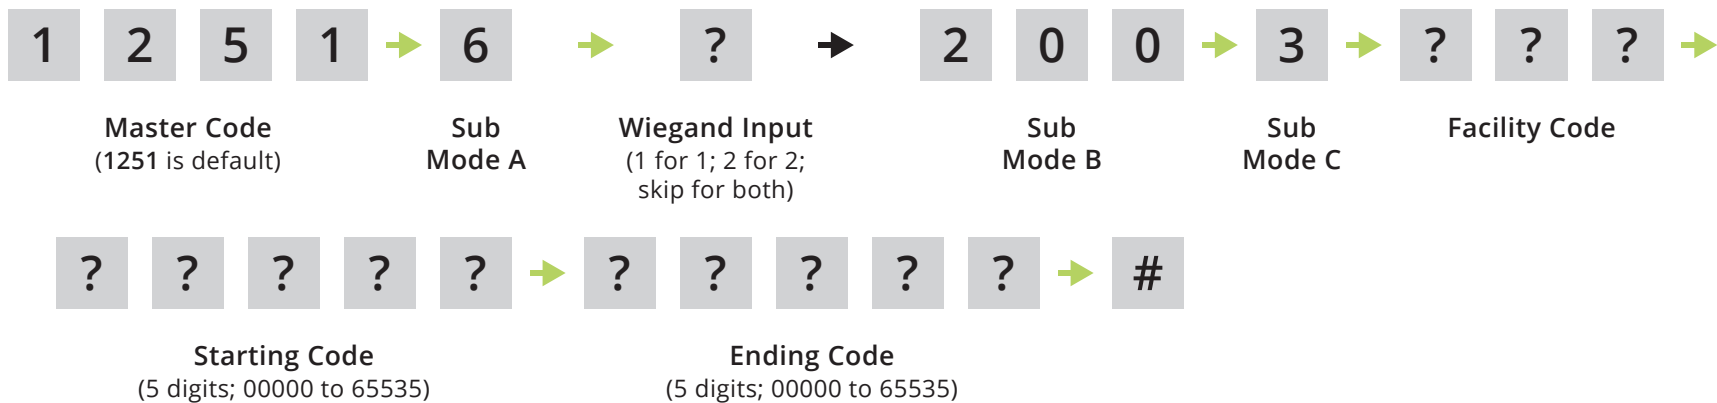 1 2 5 1 6 ? 2 0 0 3 ? ? ?
Master Code Sub Wiegand Input Sub Sub Facility Code
(1251 is default) Mode A (1 for 1; 2 for 2; Mode B Mode C
skip for both)
? ? ? ? ? ? ? ? ? ? #
Starting Code Ending Code
(5 digits; 00000 to 65535) (5 digits; 00000 to 65535)